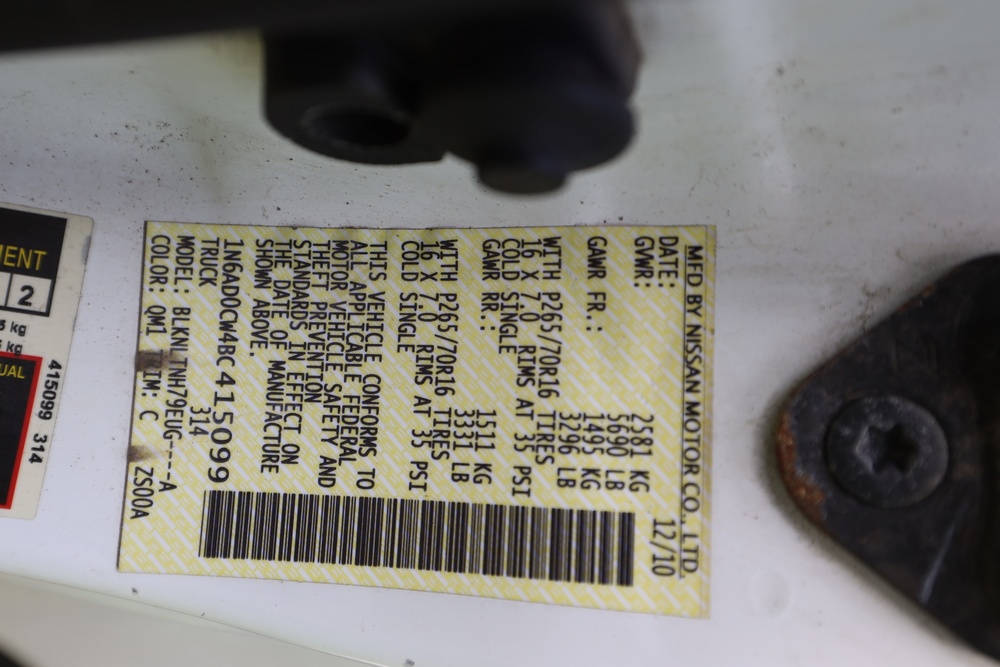 MFD BY NISSAN MOTOR CO., LTD.
DATE: 12/10
GVWR: 2581 KG
5690 LB
GAWR FR.: 1495 KG
3296 LB
WITH P265/70R16 TIRES
16 X 7.0 RIMS AT 35 PSI
COLD SINGLE
GAWR RR.: 1511 KG
3331 LB
WITH P265/70R16 TIRES
16 X 7.0 RIMS AT 35 PSI
COLD SINGLE
THIS VEHICLE CONFORMS TO
ALL APPLICABLE FEDERAL
MOTOR VEHICLE SAFETY AND
THEFT PREVENTION
STANDARDS IN EFFECT ON
THE DATE OF MANUFACTURE
SHOWN ABOVE.
1N6AD0CW4BC415099
TRUCK 314
MODEL: BLKNLTNH79EUG----A
COLOR: QM1 TRIM: C ZS00A
415099 314
2
kg
kg